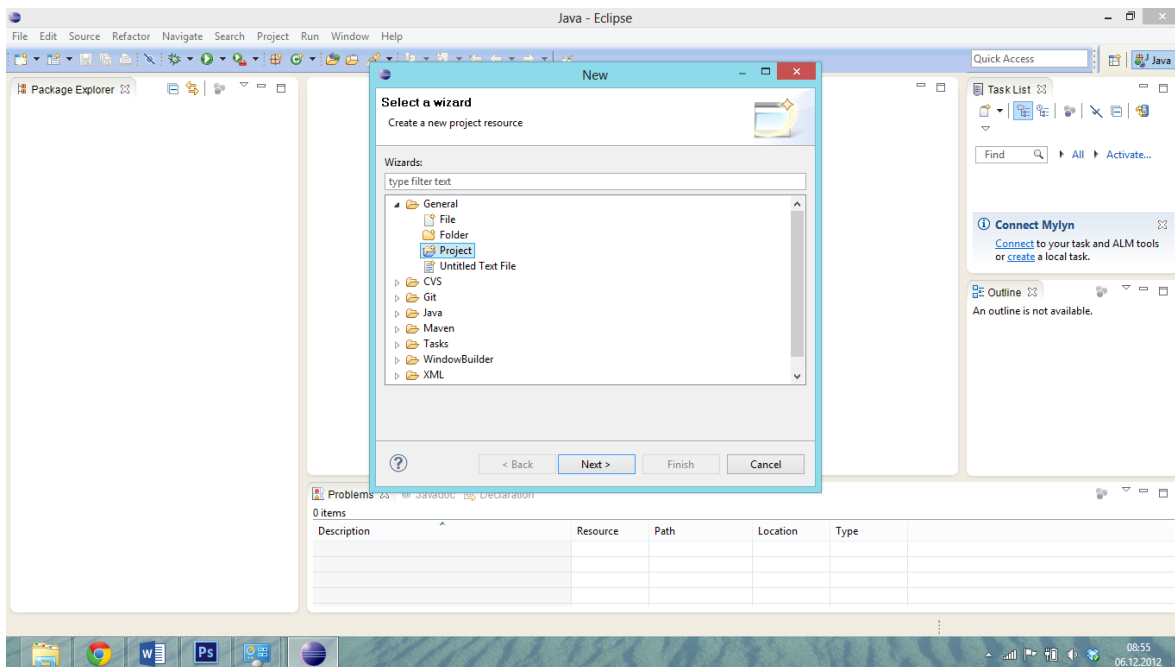 Java - Eclipse
File Edit Source Refactor Navigate Search Project Run Window Help
Quick Access
Java
Package Explorer
New
Select a wizard
Create a new project resource
Wizards:
type filter text
General
File
Folder
Project
Untitled Text File
CVS
Git
Java
Maven
Tasks
WindowBuilder
XML
< Back Next > Finish Cancel
Task List
Find All Activate...
Connect Mylyn
Connect to your task and ALM tools
or create a local task.
Outline
An outline is not available.
Problems Javadoc Declaration
0 items
Description Resource Path Location Type
W Ps
08:55
06.12.2012